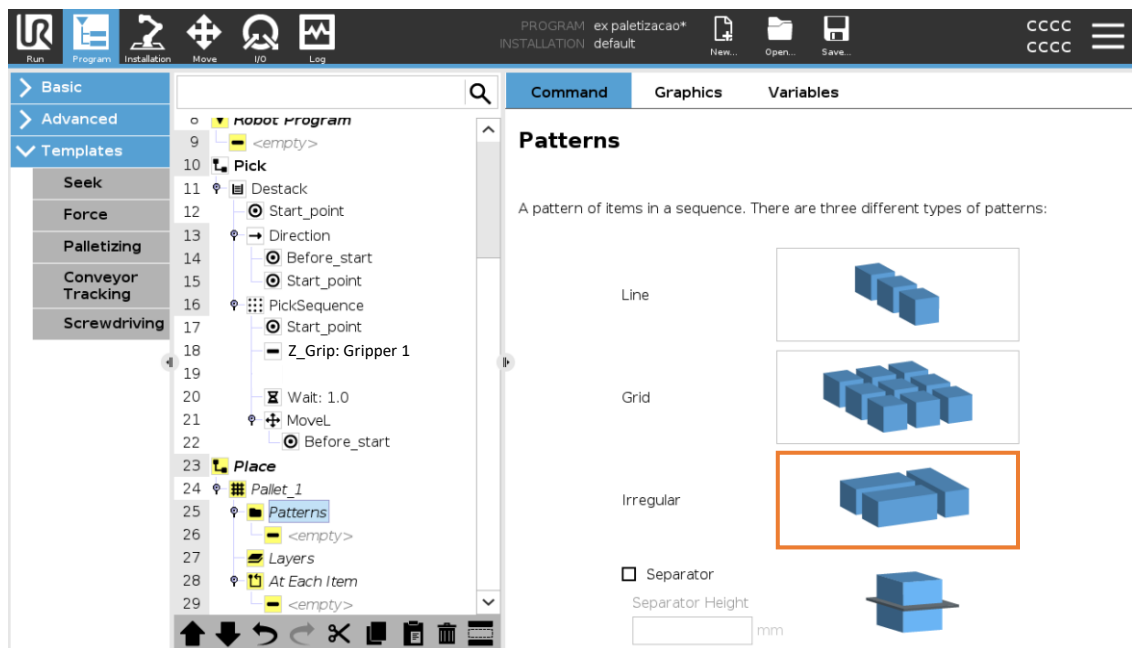 PROGRAM ex paletizacao*
INSTALLATION default
CCCC
CCCC
Run Program Installation Move I/O Log New... Open... Save...
Basic
Advanced
Templates
Seek
Force
Palletizing
Conveyor
Tracking
Screwdriving
8 Robot Program
9 <empty>
10 Pick
11 Destack
12 Start_point
13 Direction
14 Before_start
15 Start_point
16 PickSequence
17 Start_point
18 Z_Grip: Gripper 1
19
20 Wait: 1.0
21 MoveL
22 Before_start
23 Place
24 Pallet_1
25 Patterns
26 <empty>
27 Layers
28 At Each Item
29 <empty>
Command Graphics Variables
Patterns
A pattern of items in a sequence. There are three different types of patterns:
Line
Grid
Irregular
Separator
Separator Height
mm